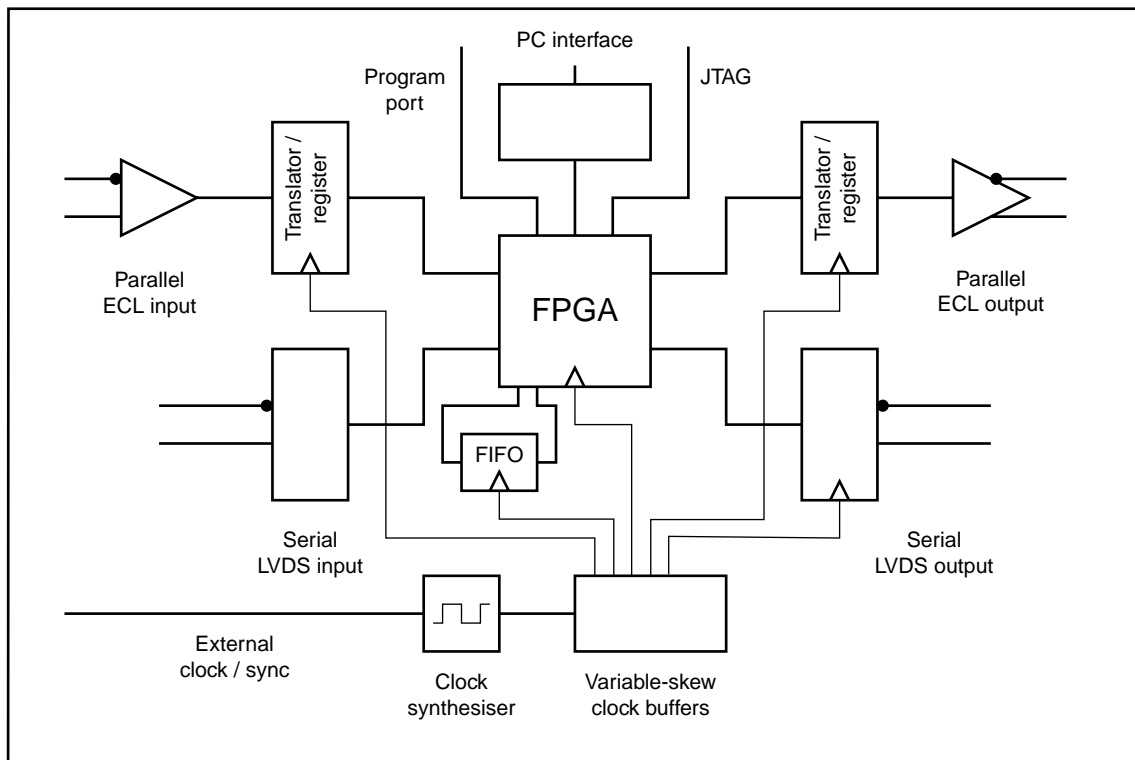 PC interface
Program
port
JTAG
Translator /
register
Translator /
register
Parallel
ECL input
FPGA
Parallel
ECL output
FIFO
Serial
LVDS input
Serial
LVDS output
External
clock / sync
Clock
synthesiser
Variable-skew
clock buffers